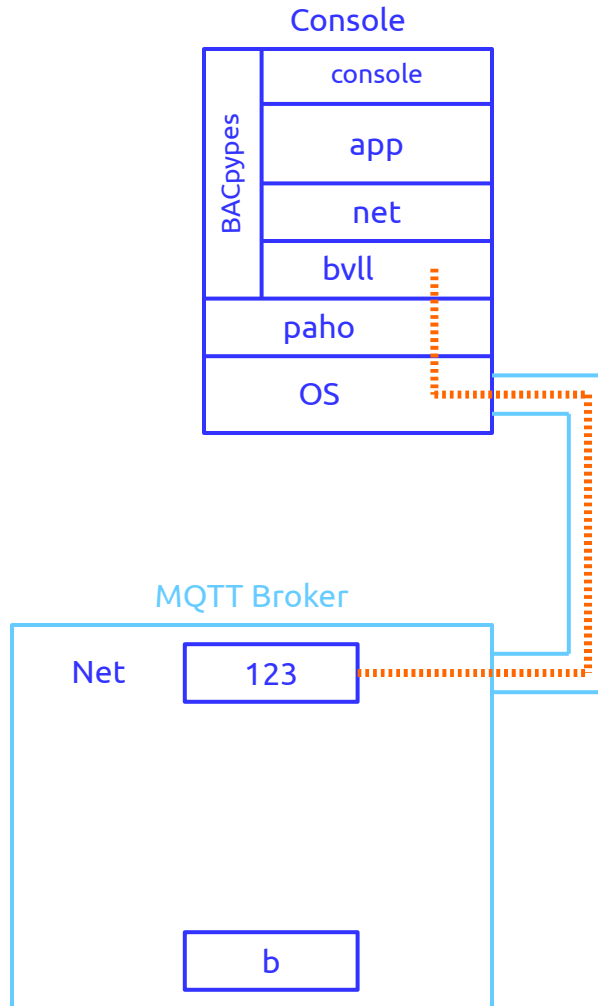 Console
console
BACpypes
app
net
bvll
paho
OS
MQTT Broker
Net
123
b